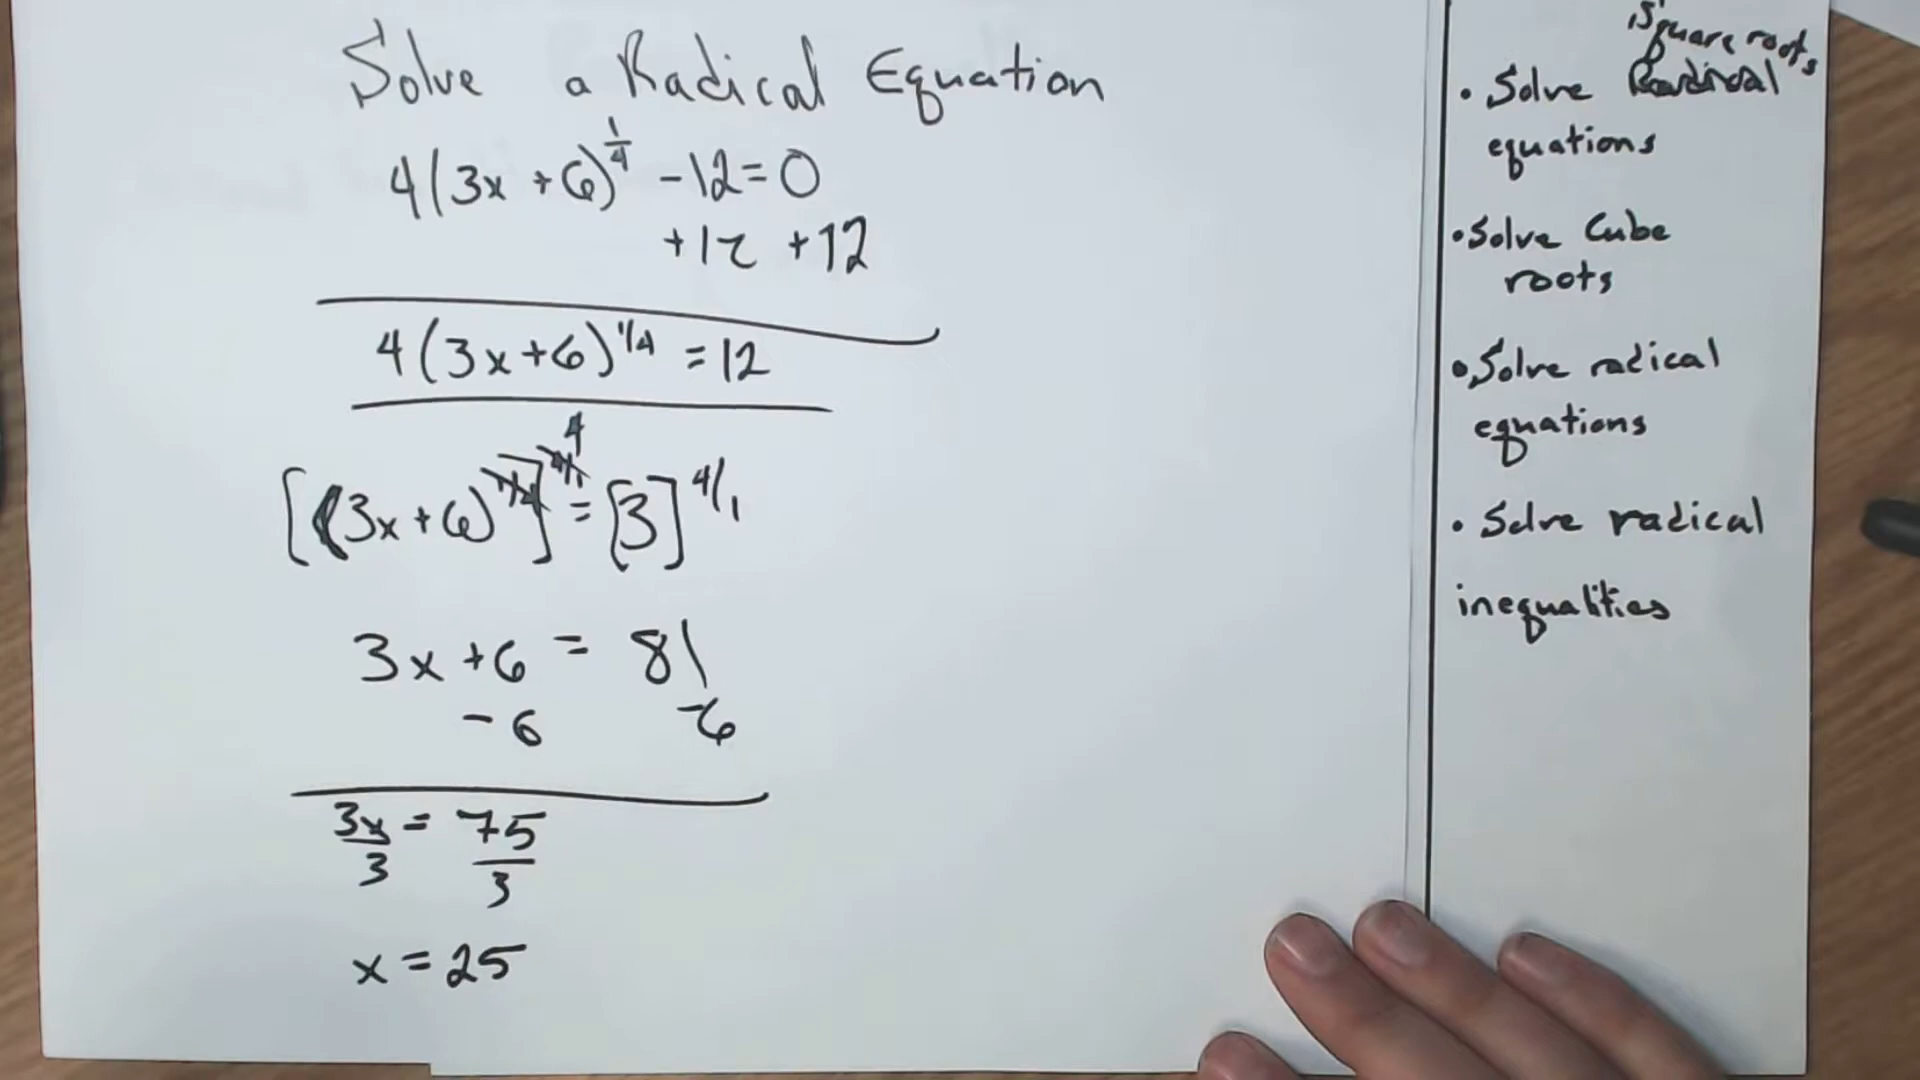 Solve a Radical Equation
4(3x+6)^1/4 -12=0
+12 +12
4(3x+6)^1/4 =12
[(3x+6)^1/4]^4/1 4 = [3]^4/1
3x+6 = 81
-6 -6
3x/3 = 75/3
x=25
Square roots
• Solve Radical
equations
• Solve Cube
roots
• Solve radical
equations
• Solve radical
inequalities